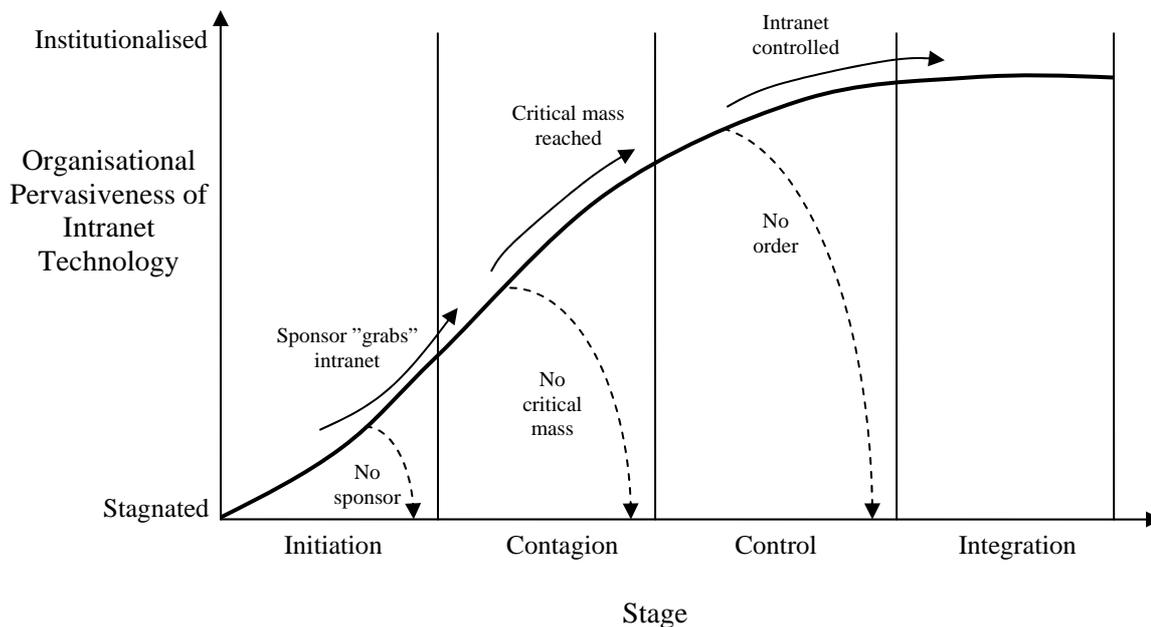 Institutionalised
Intranet
controlled
Critical mass
reached
Organisational
Pervasiveness of
Intranet
Technology
No
order
Sponsor ”grabs”
intranet
No
critical
mass
No
sponsor
Stagnated
Initiation
Contagion
Control
Integration
Stage